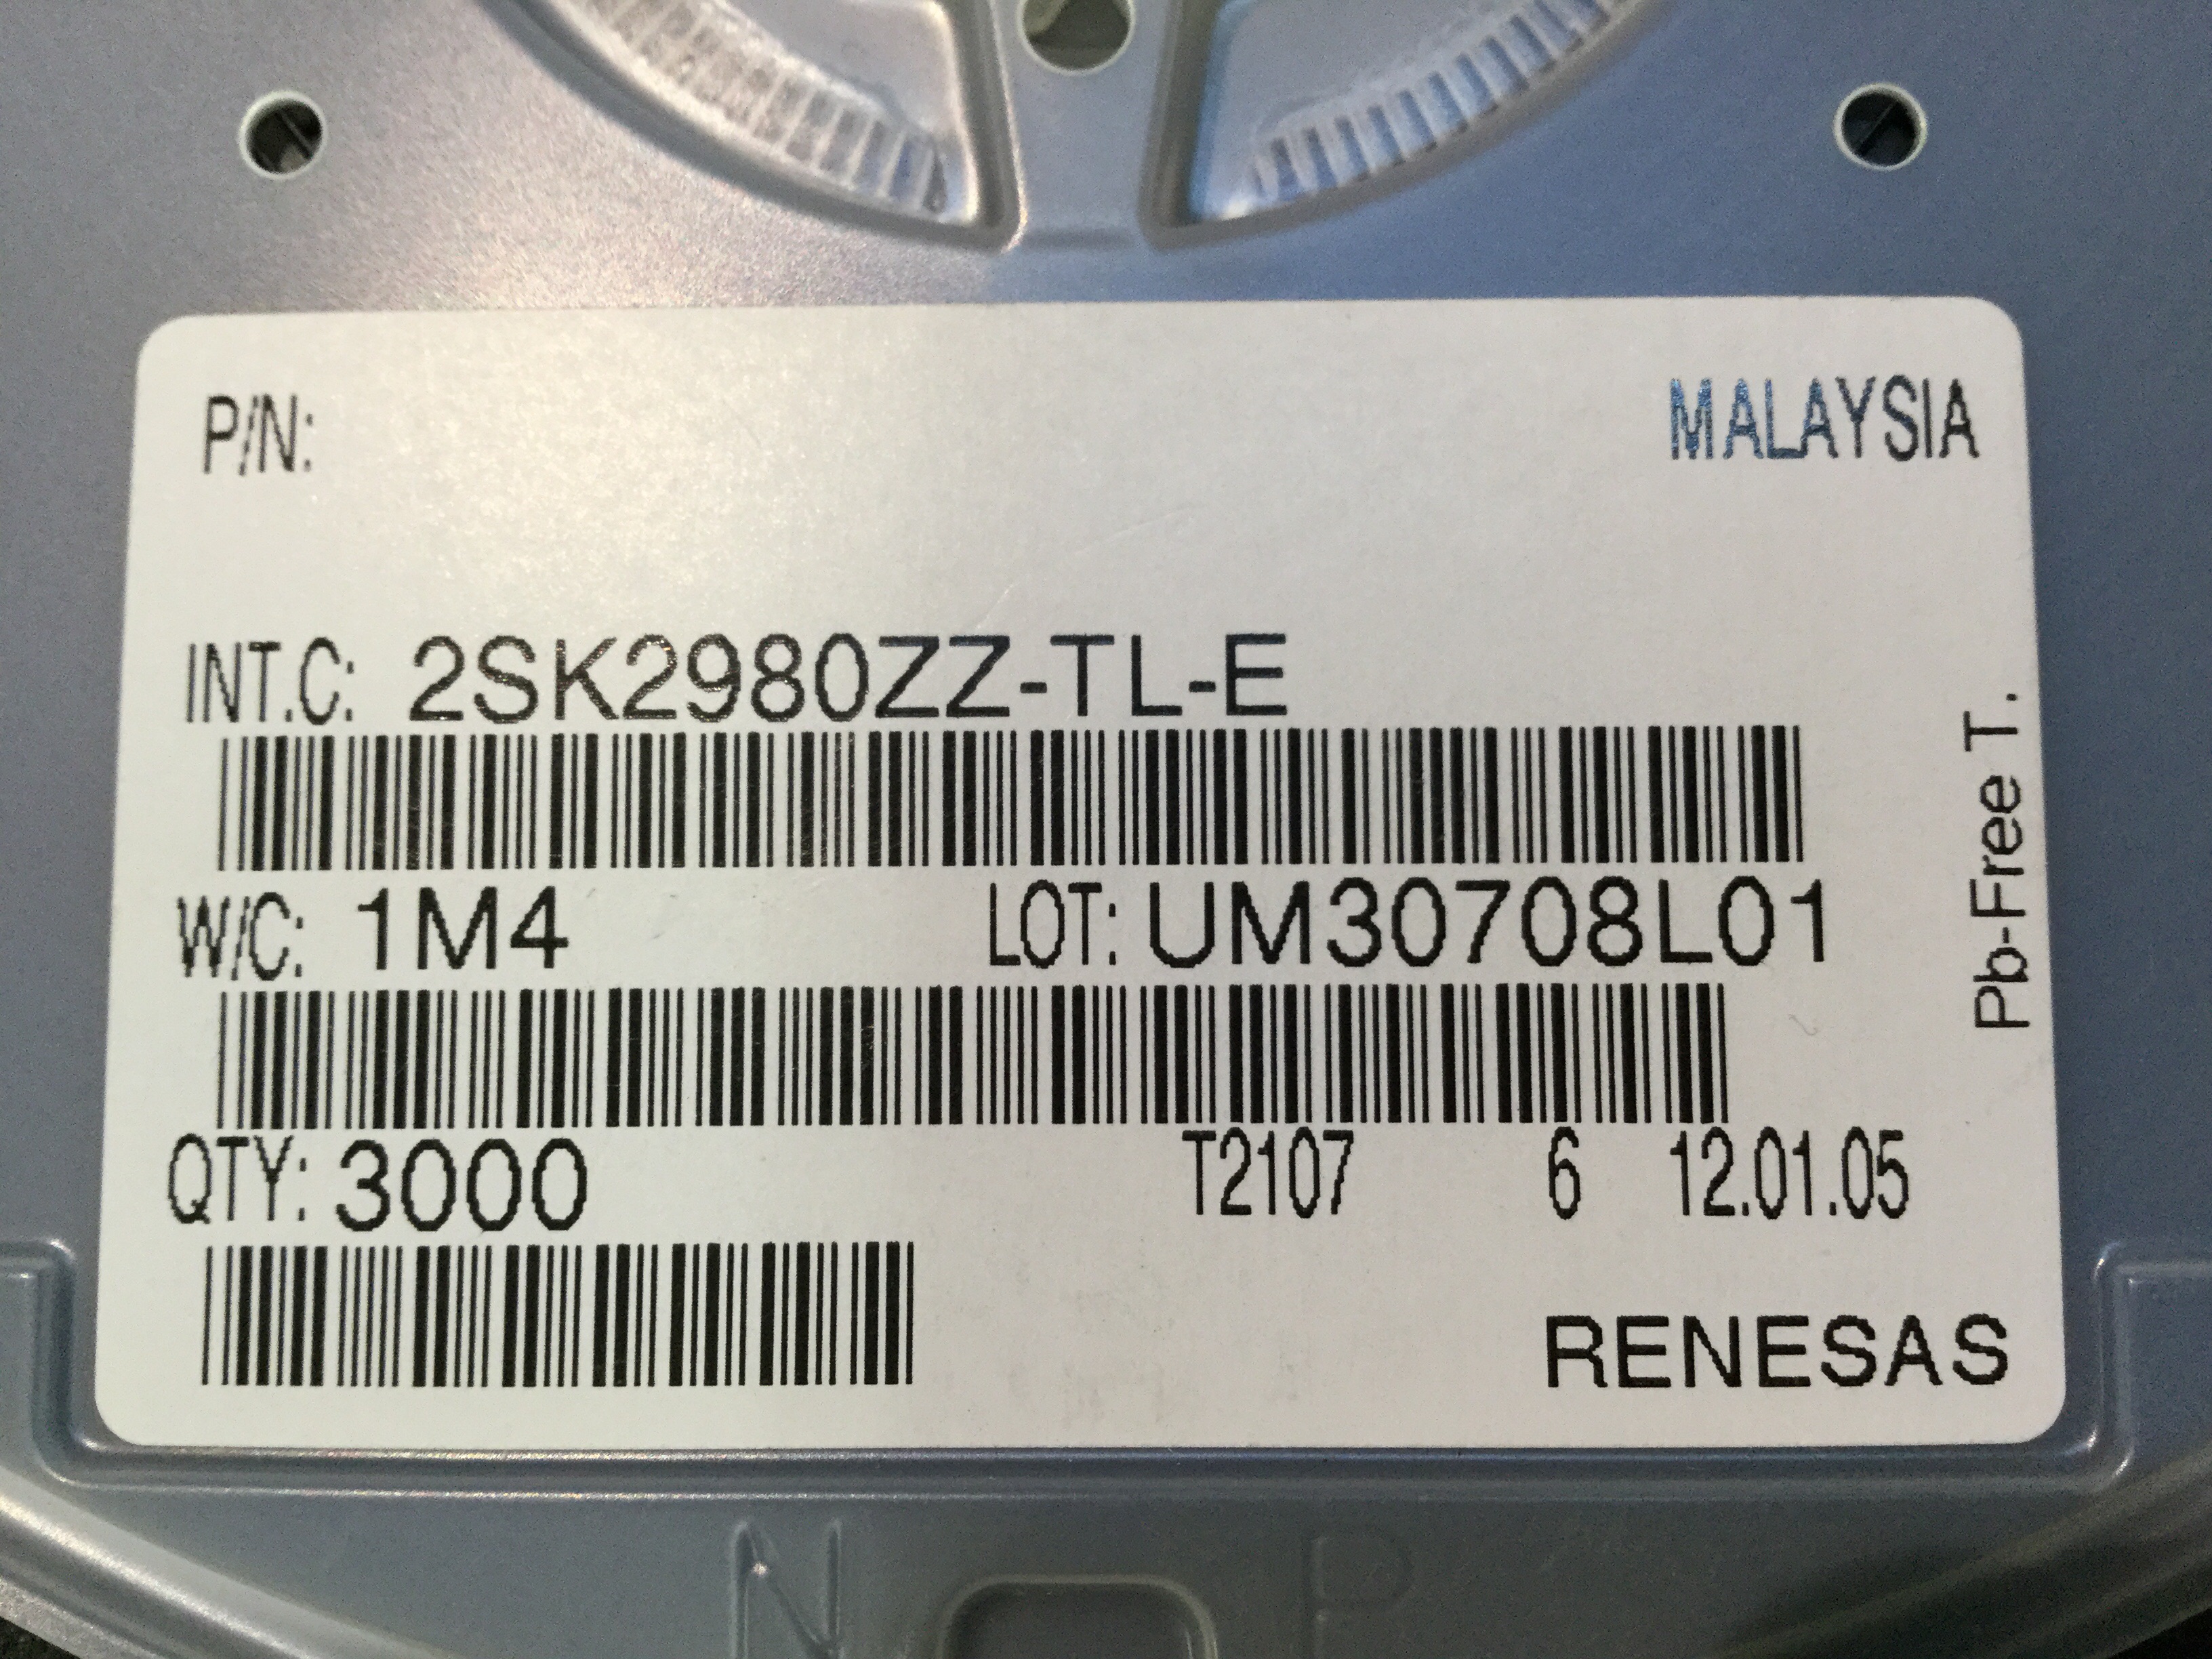 P/N: MALAYSIA
INT.C: 2SK2980ZZ-TL-E
W/C: 1M4 LOT: UM30708L01
Pb-Free T.
QTY: 3000 T2107 6 12.01.05
RENESAS
N P